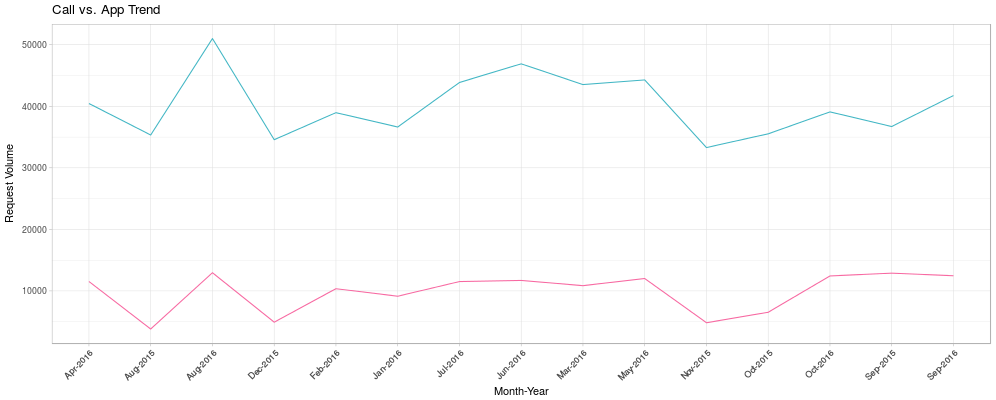 Call vs. App Trend
Request Volume
50000
40000
30000
20000
10000
Apr-2016
Aug-2015
Aug-2016
Dec-2015
Feb-2016
Jan-2016
Jul-2016
Jun-2016
Mar-2016
May-2016
Nov-2015
Oct-2015
Oct-2016
Sep-2015
Sep-2016
Month-Year